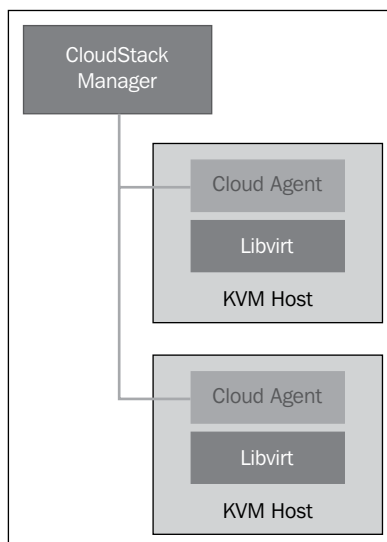 CloudStack
Manager
Cloud Agent
Libvirt
KVM Host
Cloud Agent
Libvirt
KVM Host